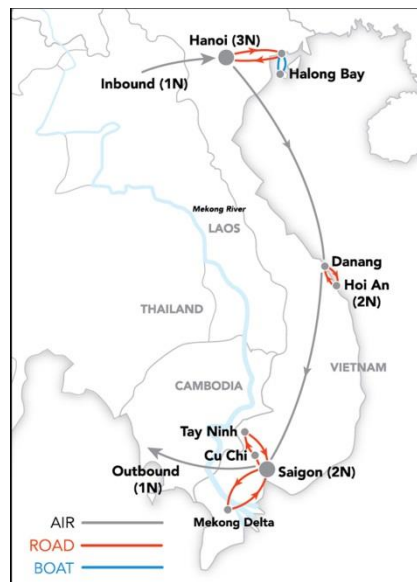 Hanoi (3N)
Halong Bay
Inbound (1N)
Mekong River
LAOS
Danang
Hoi An
(2N)
THAILAND
VIETNAM
CAMBODIA
Tay Ninh
Cu Chi
Outbound
(1N)
Saigon (2N)
Mekong Delta
AIR
ROAD
BOAT